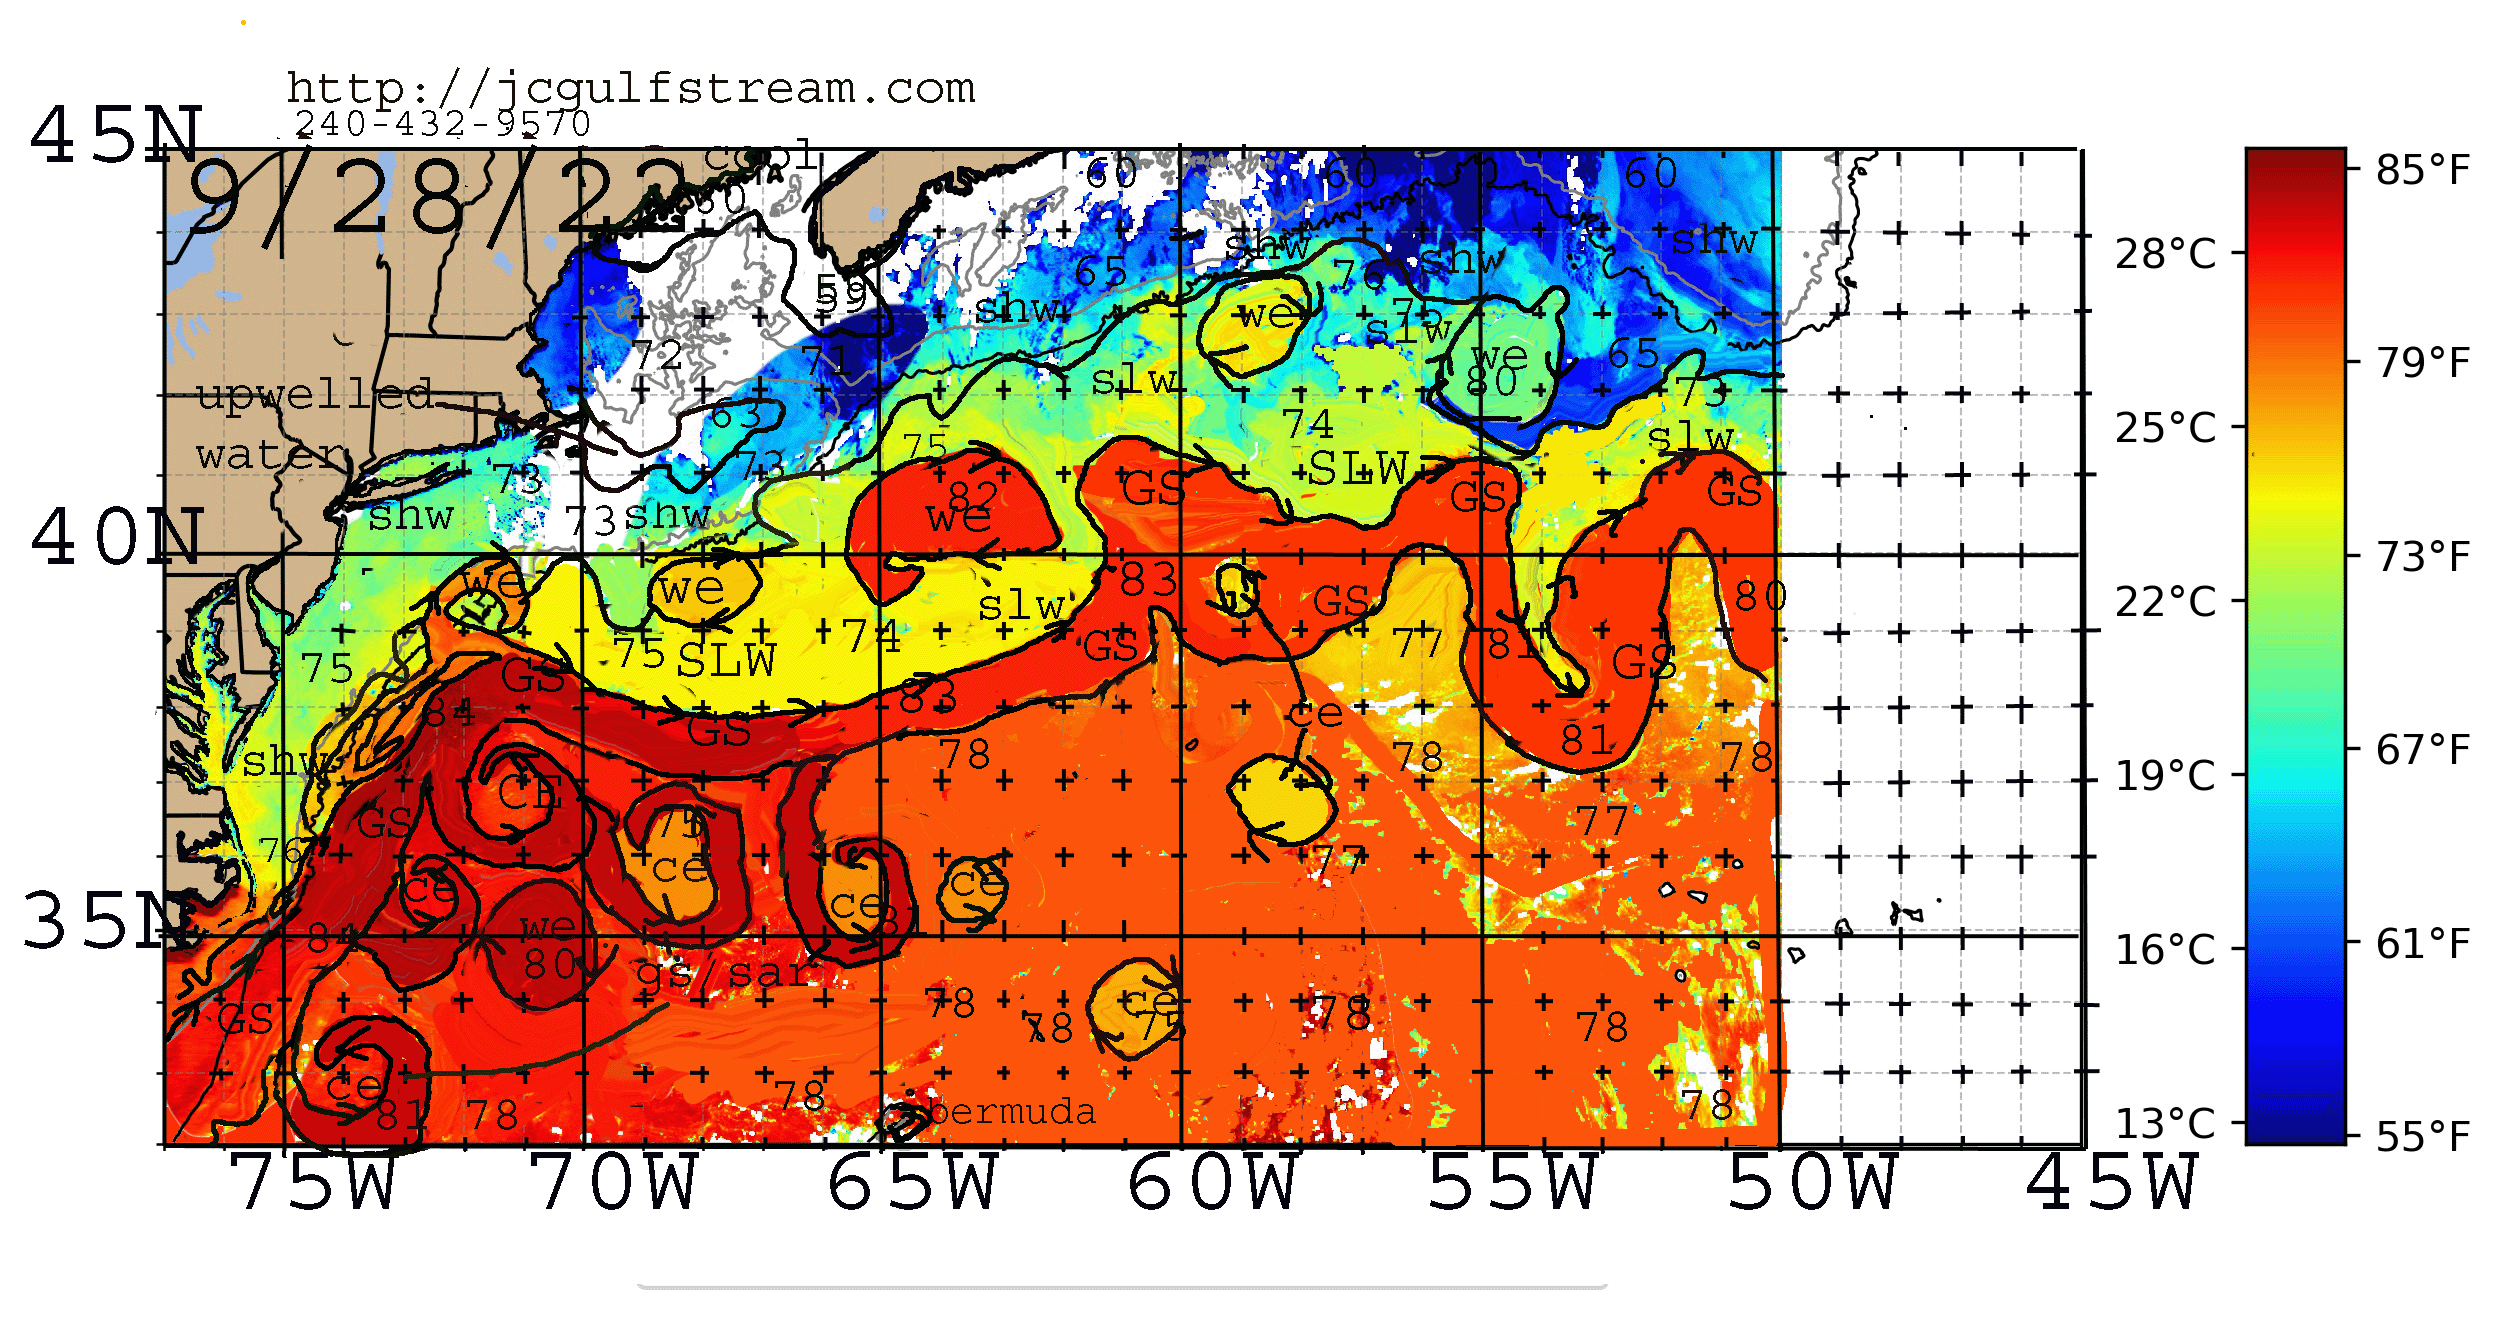 http://jcgulfstream.com
240-432-9570
45N
9/28/22
cool
60
60
60
60
shw
shw
shw
85°F
28°C
59
65
76
shw
we
75
slw
79°F
72
71
we
80
65
upwelled
63
slw
73
water
75
74
slw
25°C
73
73
SLW
82
we
GS
GS
GS
shw
73
shw
40N
73°F
we
we
83
GS
80
22°C
slw
75
SLW
74
GS
77
81
GS
75
GS
83
84
GS
ce
shw
78
78
81
78
67°F
19°C
CE
GS
75
77
76
ce
ce
ce
ce
77
35N
84
we
80
gs/sar
61°F
16°C
GS
78
78
ce
75
78
78
ce
81
78
78
bermuda
78
13°C
55°F
75W
70W
65W
60W
55W
50W
45W